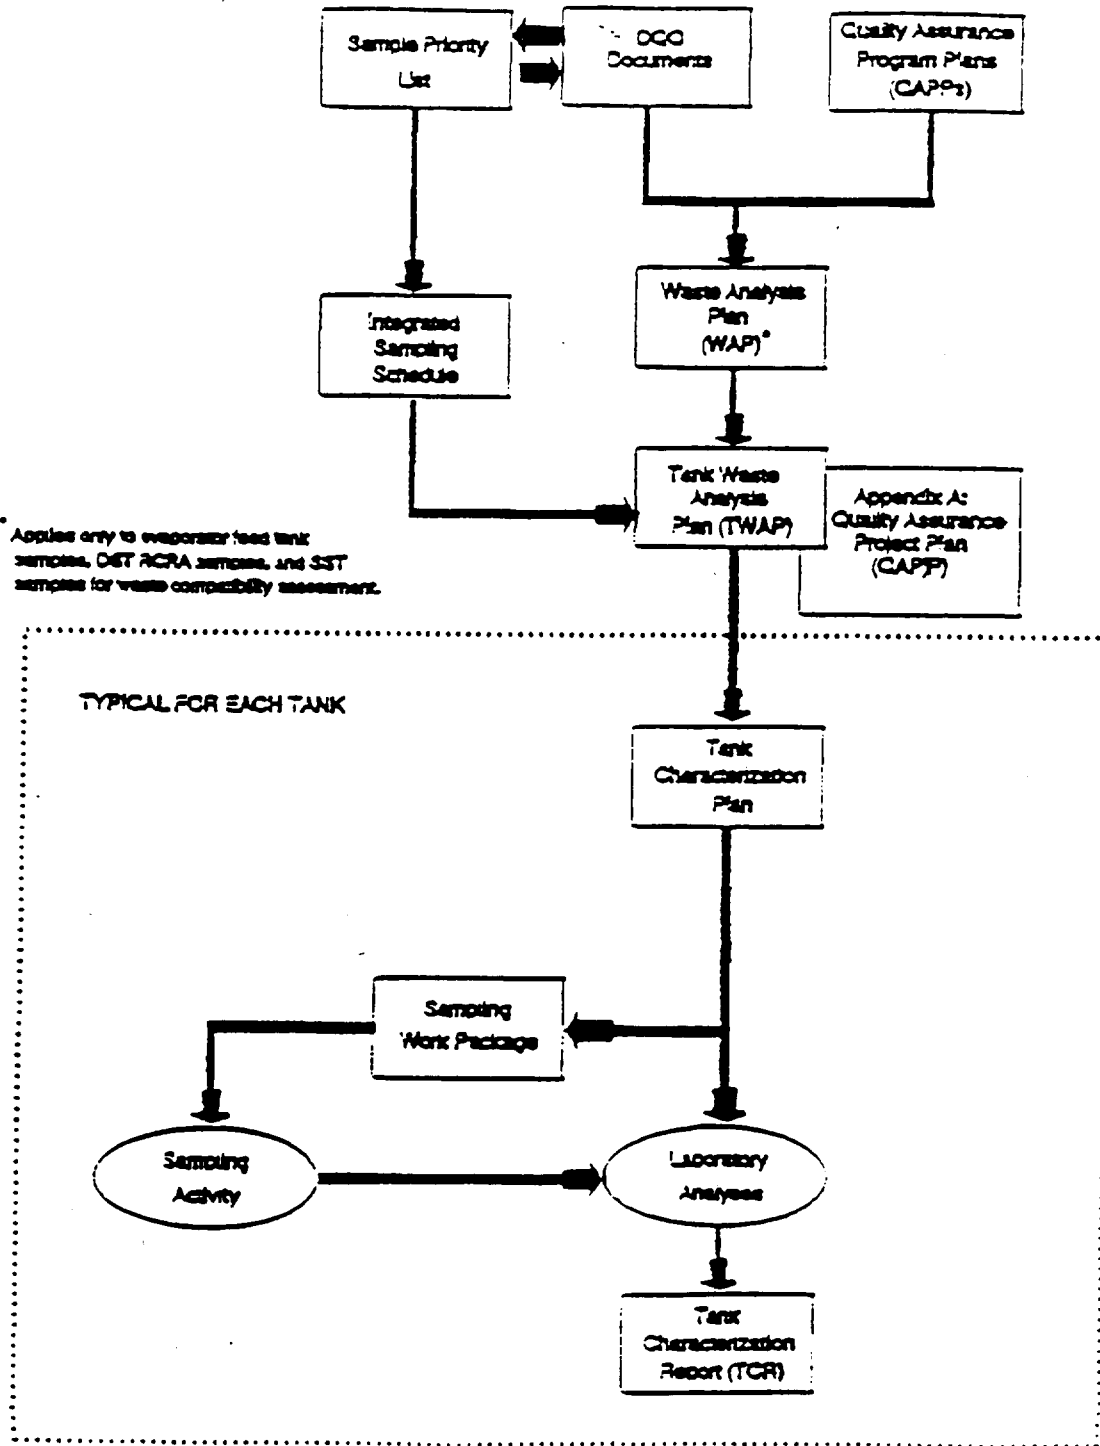 Sample Priority
List
DQO
Documents
Quality Assurance
Program Plans
(QAPPs)
Integrated
Sampling
Schedule
Waste Analysis
Plan
(WAP)*
Tank Waste
Analysis
Plan (TWAP)
Appendix A:
Quality Assurance
Project Plan
(QAPjP)
* Applies only to evaporator feed tank
samples, DST RCRA samples, and SST
samples for waste compatibility assessment.
TYPICAL FOR EACH TANK
Tank
Characterization
Plan
Sampling
Work Package
Sampling
Activity
Laboratory
Analyses
Tank
Characterization
Report (TCR)